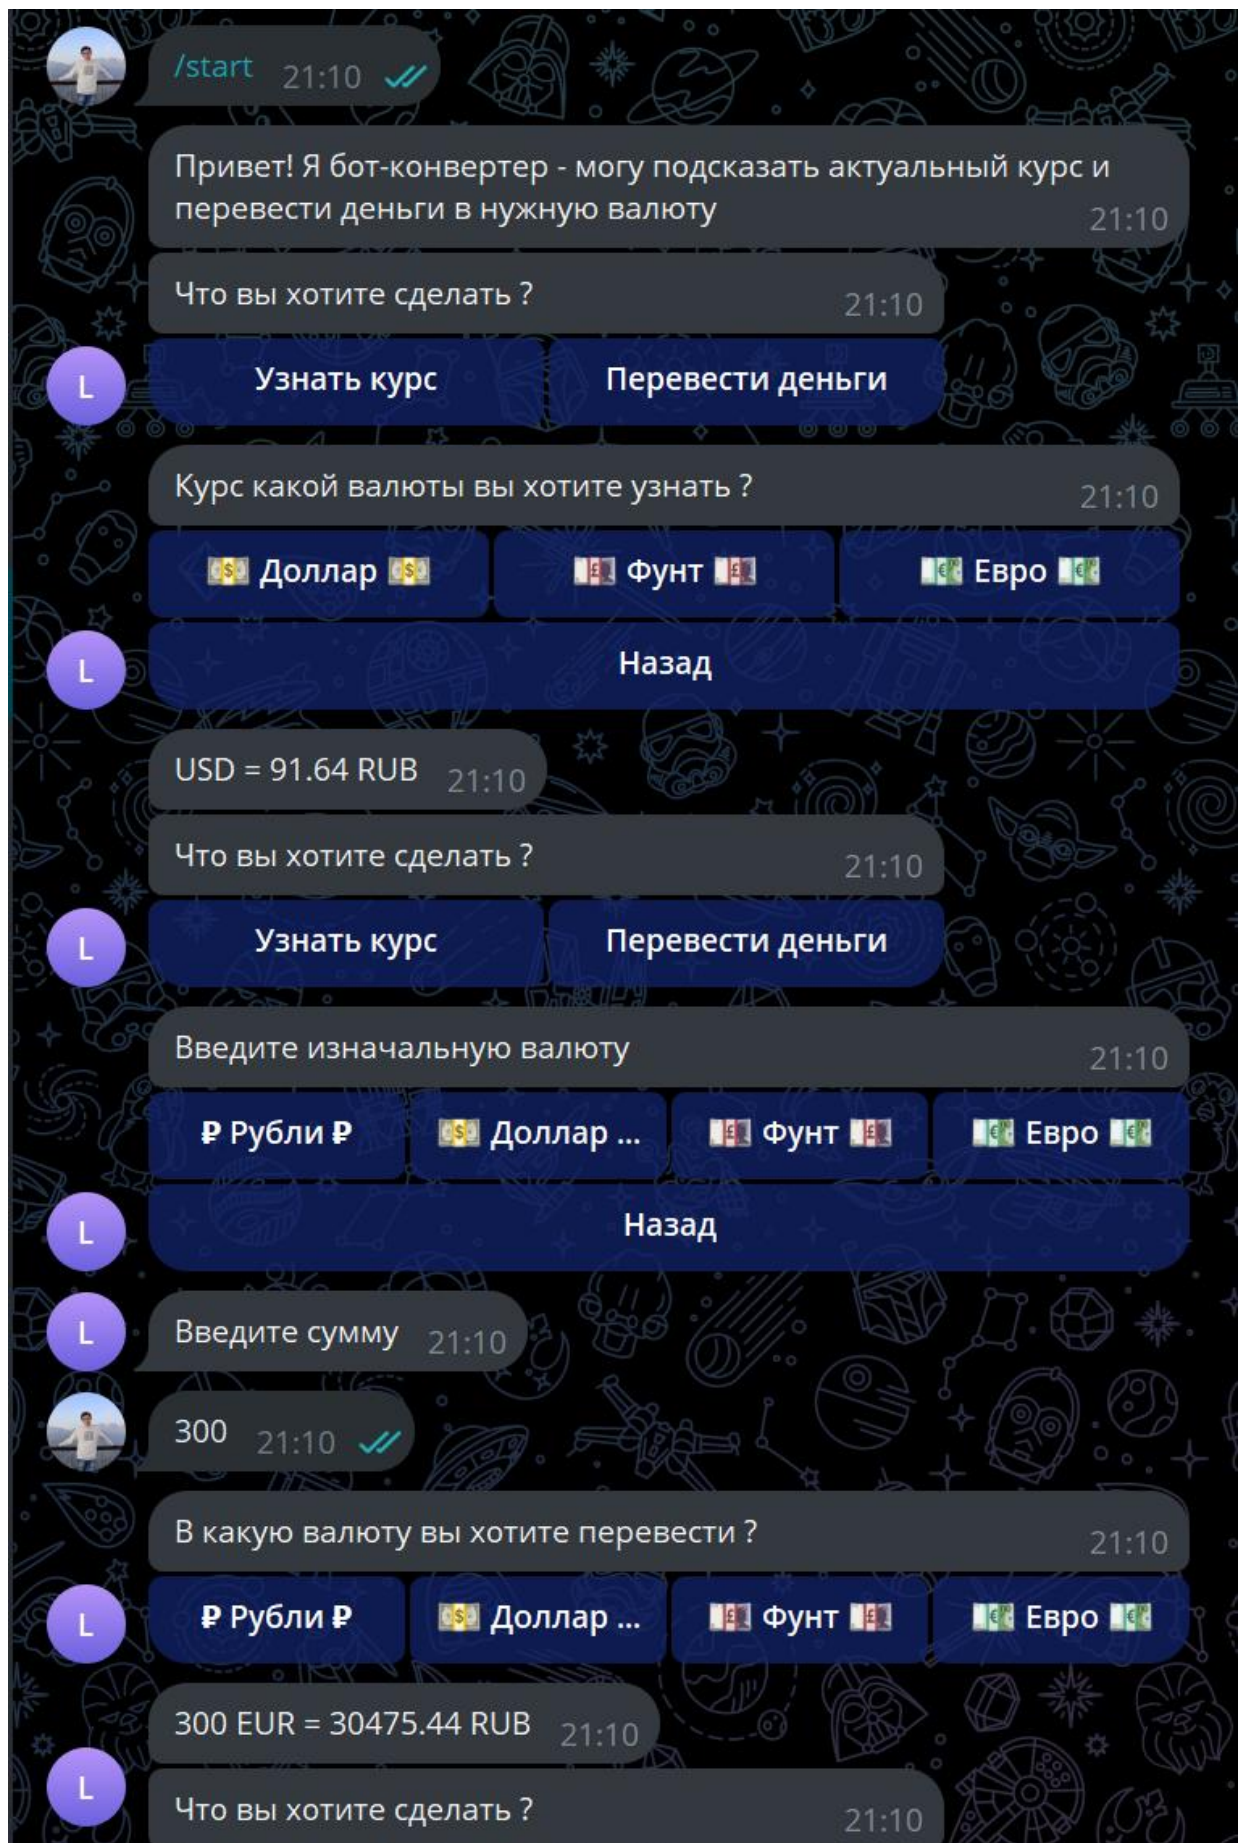 /start 21:10
Привет! Я бот-конвертер - могу подсказать актуальный курс и
перевести деньги в нужную валюту 21:10
Что вы хотите сделать ? 21:10
Узнать курс Перевести деньги
L
Курс какой валюты вы хотите узнать ? 21:10
💵 Доллар 💵 💷 Фунт 💷 💶 Евро 💶
L
Назад
USD = 91.64 RUB 21:10
Что вы хотите сделать ? 21:10
L
Узнать курс Перевести деньги
Введите изначальную валюту 21:10
₽ Рубли ₽ 💵 Доллар ... 💷 Фунт 💷 💶 Евро 💶
L
Назад
L
Введите сумму 21:10
300 21:10
В какую валюту вы хотите перевести ? 21:10
L
₽ Рубли ₽ 💵 Доллар ... 💷 Фунт 💷 💶 Евро 💶
300 EUR = 30475.44 RUB 21:10
L
Что вы хотите сделать ? 21:10